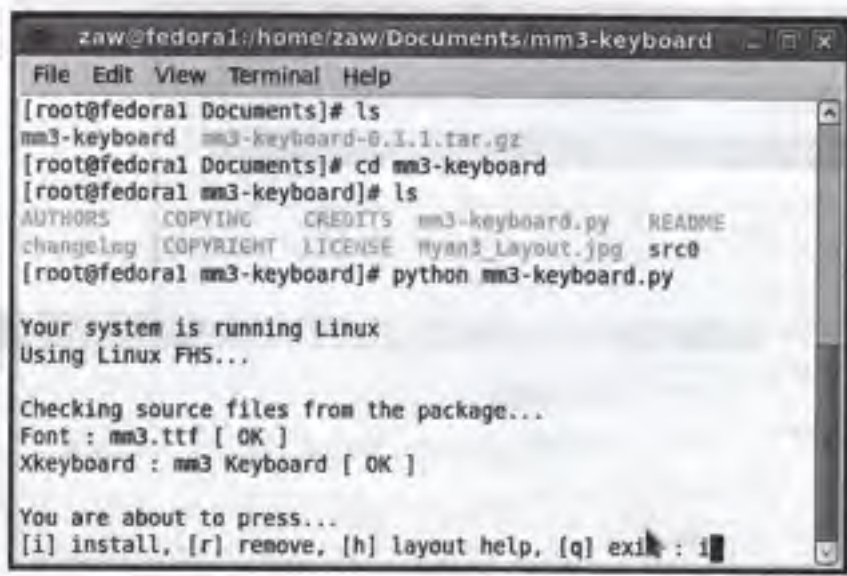 zaw@fedora1:/home/zaw/Documents/mm3-keyboard
File Edit View Terminal Help
[root@fedora1 Documents]# ls
mm3-keyboard mm3-keyboard-0.1.1.tar.gz
[root@fedora1 Documents]# cd mm3-keyboard
[root@fedora1 mm3-keyboard]# ls
AUTHORS COPYING CREDITS mm3-keyboard.py README
changelog COPYRIGHT LICENSE Myan3_Layout.jpg src0
[root@fedora1 mm3-keyboard]# python mm3-keyboard.py
Your system is running Linux
Using Linux FHS...
Checking source files from the package...
Font : mm3.ttf [ OK ]
Xkeyboard : mm3 Keyboard [ OK ]
You are about to press...
[i] install, [r] remove, [h] layout help, [q] exit : i